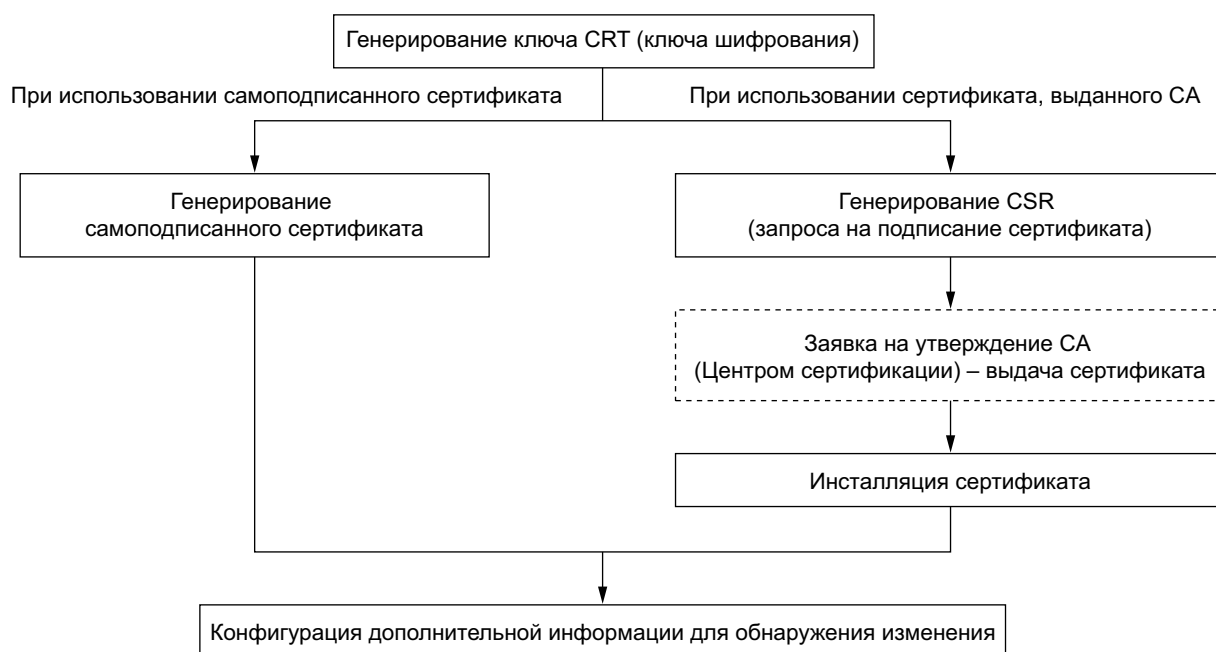 Генерирование ключа CRT (ключа шифрования)
При использовании самоподписанного сертификата
При использовании сертификата, выданного CA
Генерирование
самоподписанного сертификата
Генерирование CSR
(запроса на подписание сертификата)
Заявка на утверждение CA
(Центром сертификации) – выдача сертификата
Инсталляция сертификата
Конфигурация дополнительной информации для обнаружения изменения